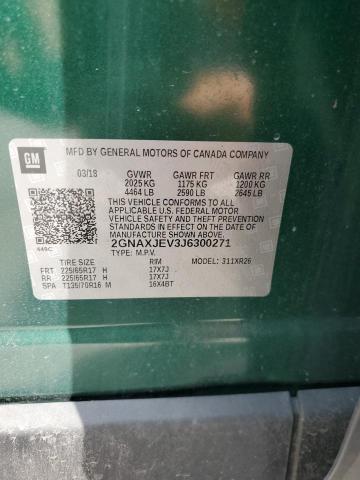 GM
MFD BY GENERAL MOTORS OF CANADA COMPANY
03/18 GVWR GAWR FRT GAWR RR
2025 KG 1175 KG 1200 KG
4464 LB 2590 LB 2645 LB
THIS VEHICLE CONFORMS TO ALL
APPLICABLE U.S. FEDERAL MOTOR
VEHICLE SAFETY AND THEFT PREVENTION
STANDARDS IN EFFECT ON THE DATE
OF MANUFACTURE SHOWN ABOVE.
2GNAXJEV3J6300271
TYPE: M.P.V.
TIRE SIZE RIM MODEL: 311XR26
FRT 225/65R17 H 17X7J
RR 225/65R17 H 17X7J
SPA T135/70R16 M 16X4BT